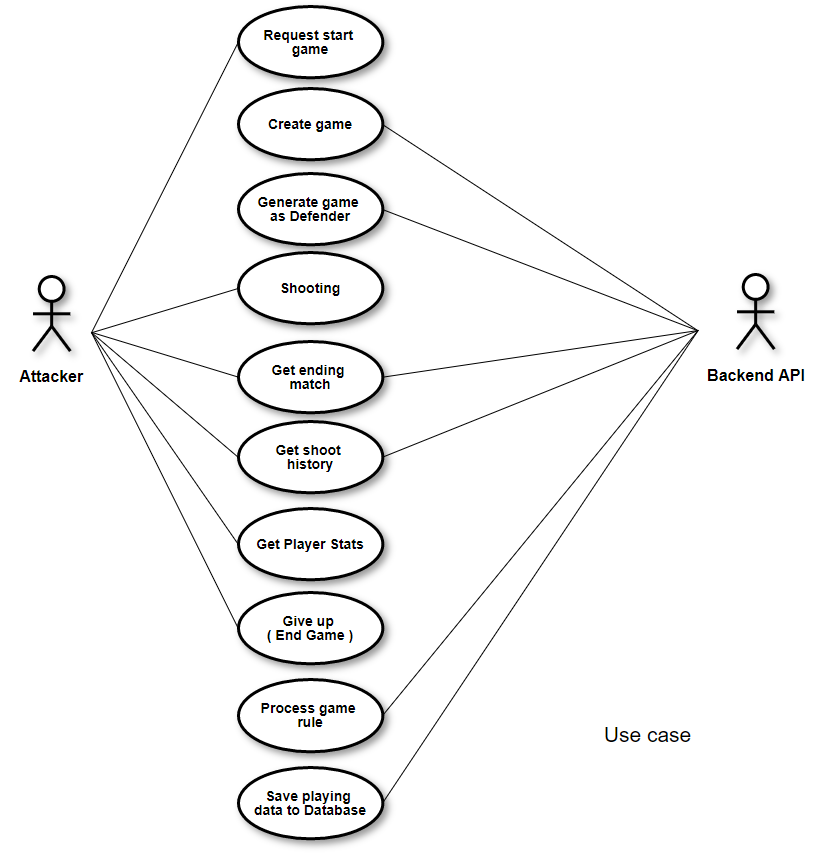 Request start
game
Create game
Generate game
as Defender
Shooting
Attacker
Backend API
Get ending
match
Get shoot
history
Get Player Stats
Give up
( End Game )
Process game
rule
Use case
Save playing
data to Database